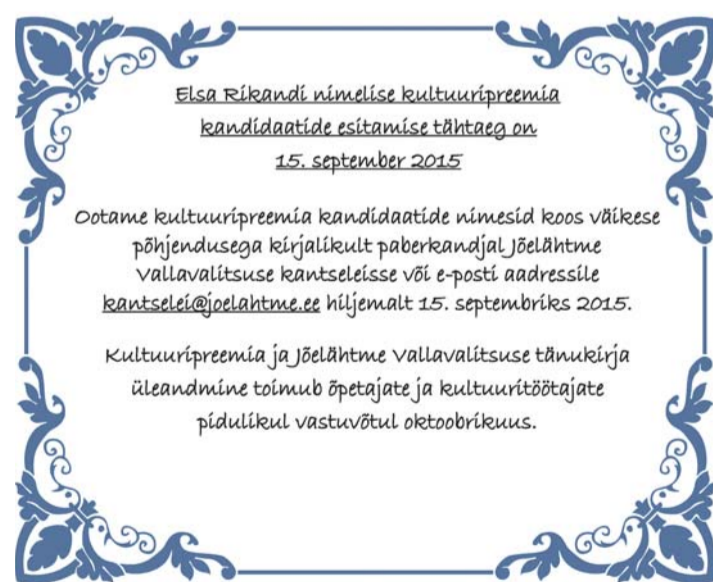 Elsa Rikandi nimelise kultuuripreemia
kandidaatide esitamise tähtaeg on
15. september 2015
Ootame kultuuripreemia kandidaatide nimesid koos väikese
põhjendusega kirjalikult paberkandjal Jõelähtme
Vallavalitsuse kantseleisse või e-posti aadressile
kantselei@joelahtme.ee hiljemalt 15. septembriks 2015.
Kultuuripreemia ja Jõelähtme Vallavalitsuse tänukirja
üleandmine toimub õpetajate ja kultuuritöötajate
pidulikul vastuvõtul oktoobrikuus.